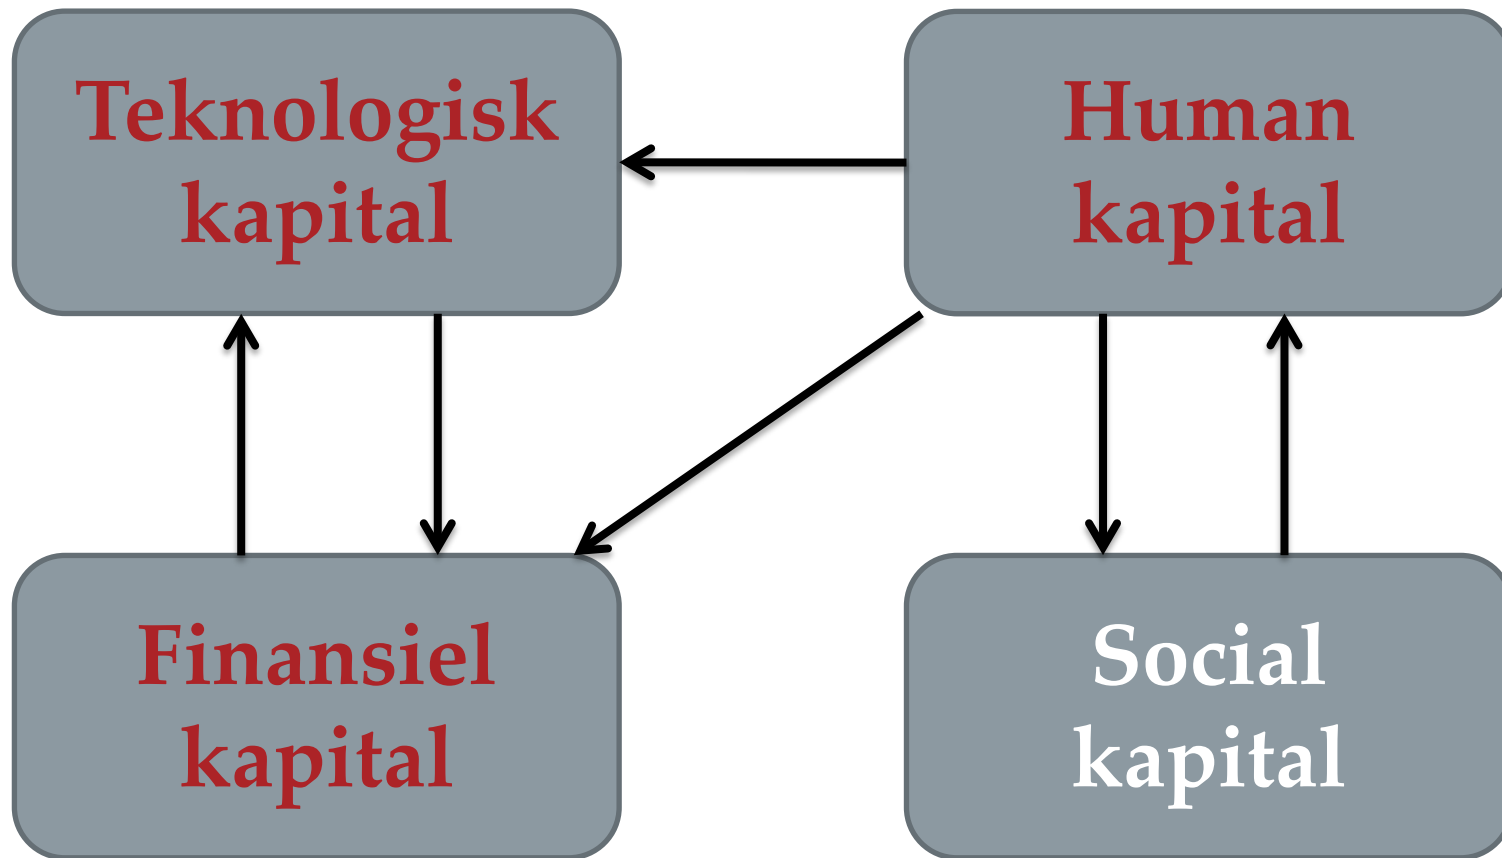 Teknologisk
kapital
Human
kapital
Finansiel
kapital
Social
kapital